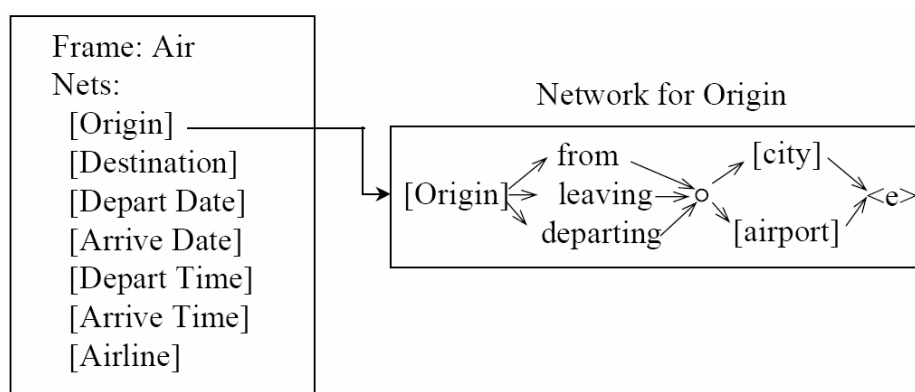 Frame: Air
Nets:
[Origin]
[Destination]
[Depart Date]
[Arrive Date]
[Depart Time]
[Arrive Time]
[Airline]
Network for Origin
[Origin]
from
leaving
departing
[city]
[airport]
<e>